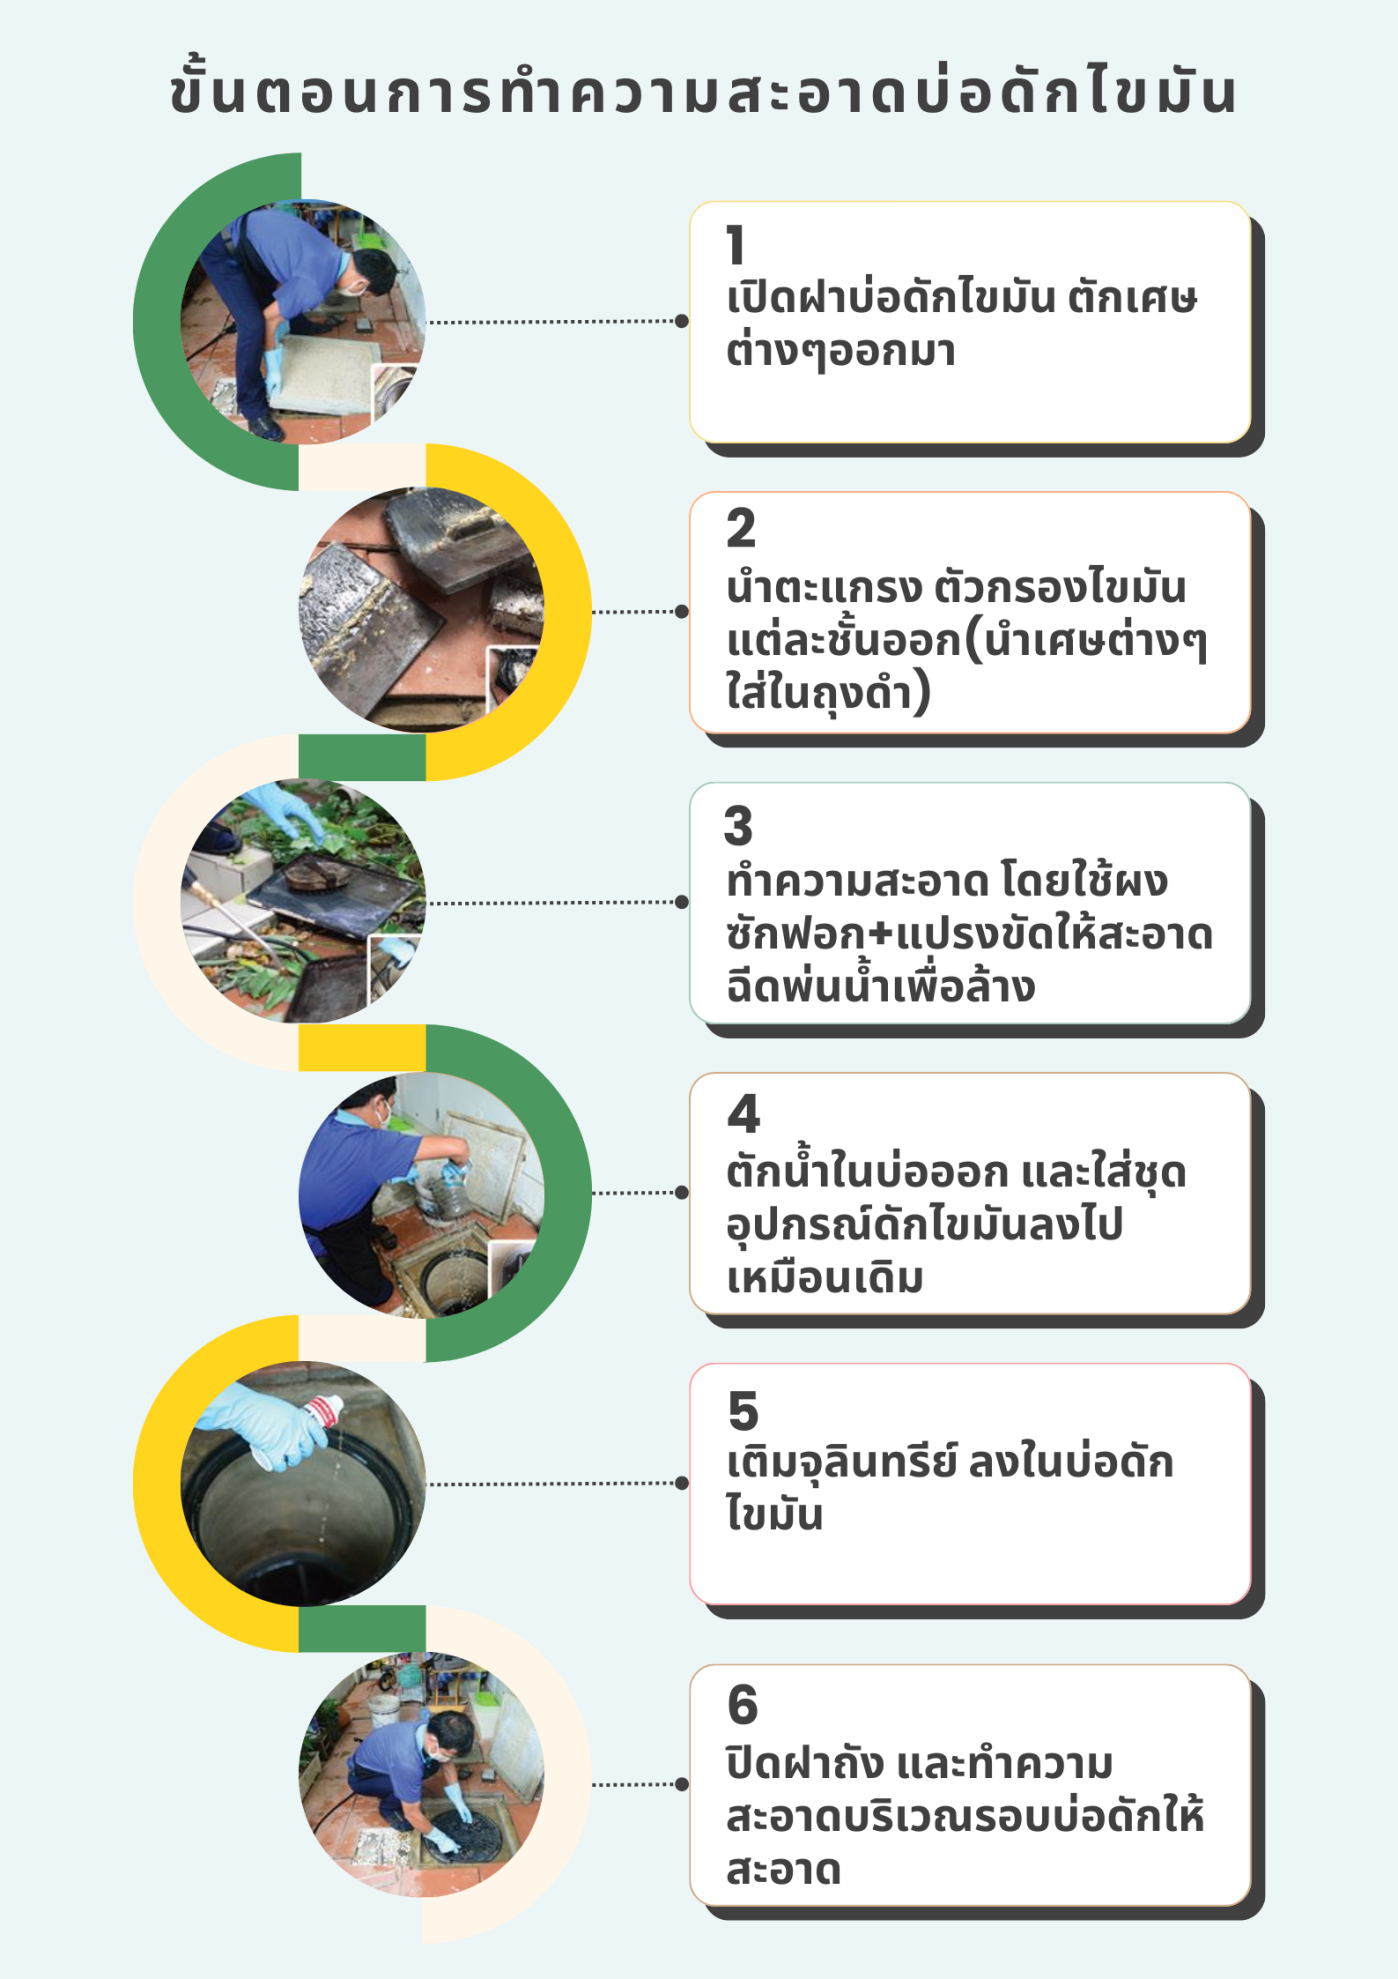 ขั้นตอนการทำความสะอาดบ่อดักไขมัน
1
เปิดฝาบ่อดักไขมัน ตักเศษ
ต่างๆออกมา
2
นำตะแกรง ตัวกรองไขมัน
แต่ละชั้นออก(นำเศษต่างๆ
ใส่ในถุงดำ)
3
ทำความสะอาด โดยใช้ผง
ซักฟอก+แปรงขัดให้สะอาด
ฉีดพ่นน้ำเพื่อล้าง
4
ตักน้ำในบ่อออก และใส่ชุด
อุปกรณ์ดักไขมันลงไป
เหมือนเดิม
5
เติมจุลินทรีย์ ลงในบ่อดัก
ไขมัน
6
ปิดฝาถัง และทำความ
สะอาดบริเวณรอบบ่อดักให้
สะอาด